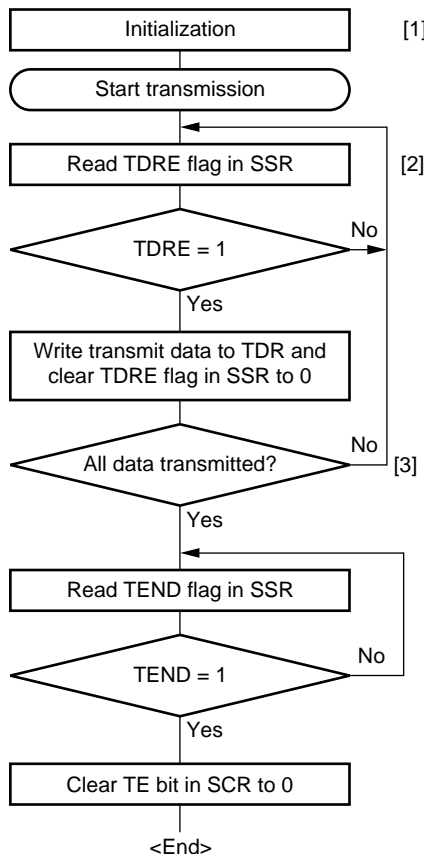 Initialization [1]
Start transmission
Read TDRE flag in SSR [2]
No
TDRE = 1
Yes
Write transmit data to TDR and
clear TDRE flag in SSR to 0
No
All data transmitted? [3]
Yes
Read TEND flag in SSR
No
TEND = 1
Yes
Clear TE bit in SCR to 0
<End>